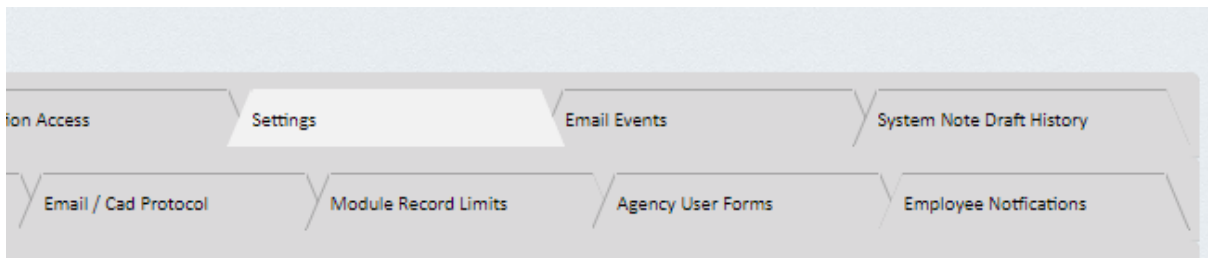 ion Access Settings Email Events System Note Draft History
Email / Cad Protocol Module Record Limits Agency User Forms Employee Notfications